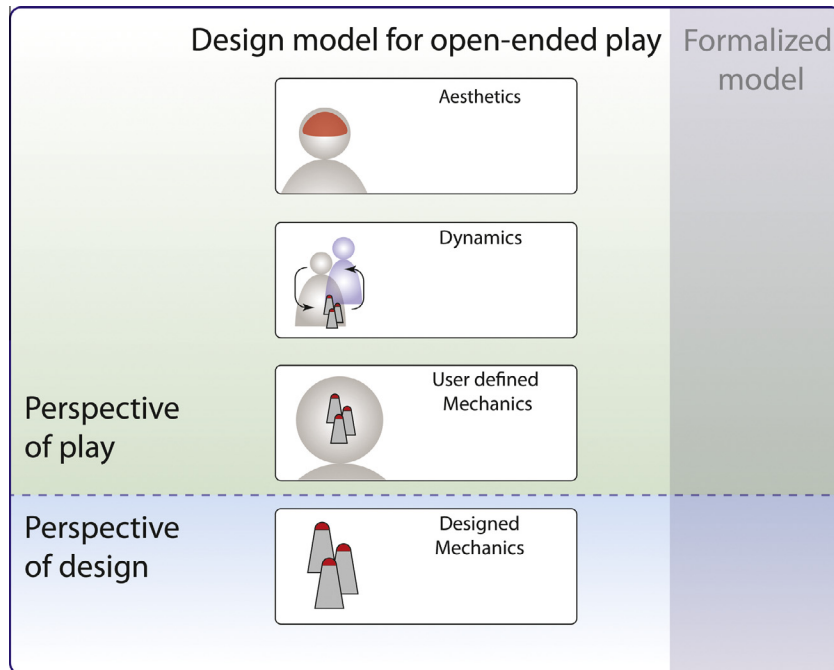 Design model for open-ended play
Formalized
model
Aesthetics
Dynamics
User defined
Mechanics
Perspective
of play
Designed
Mechanics
Perspective
of design